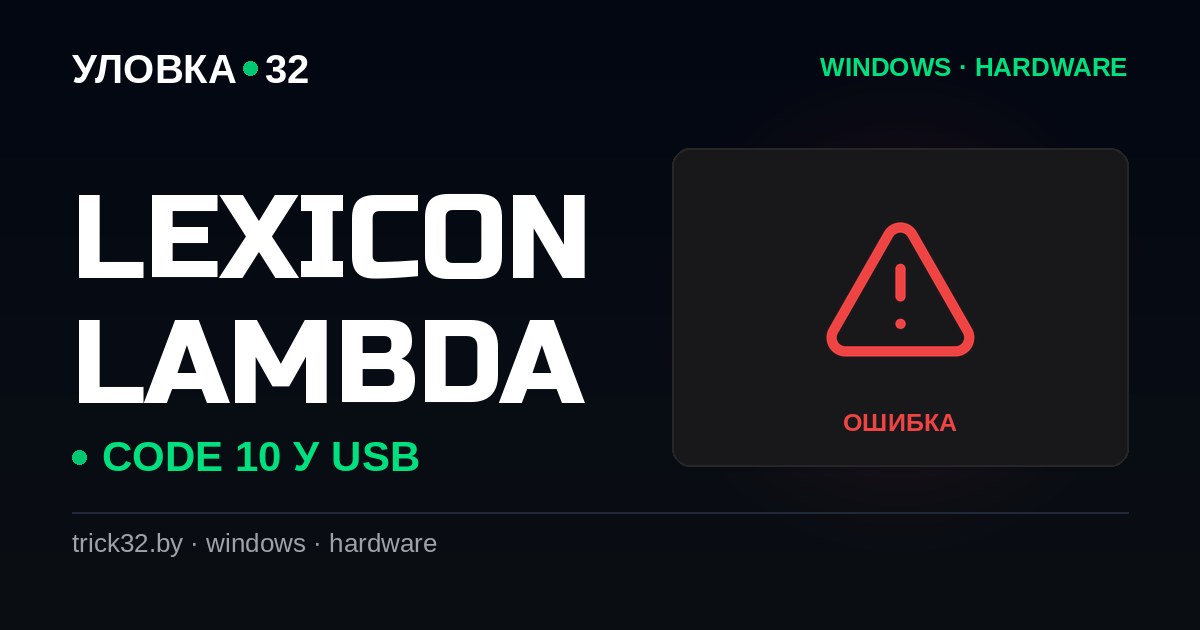 УЛОВКА•32
WINDOWS · HARDWARE
LEXICON
LAMBDA
• CODE 10 У USB
ОШИБКА
trick32.by · windows · hardware